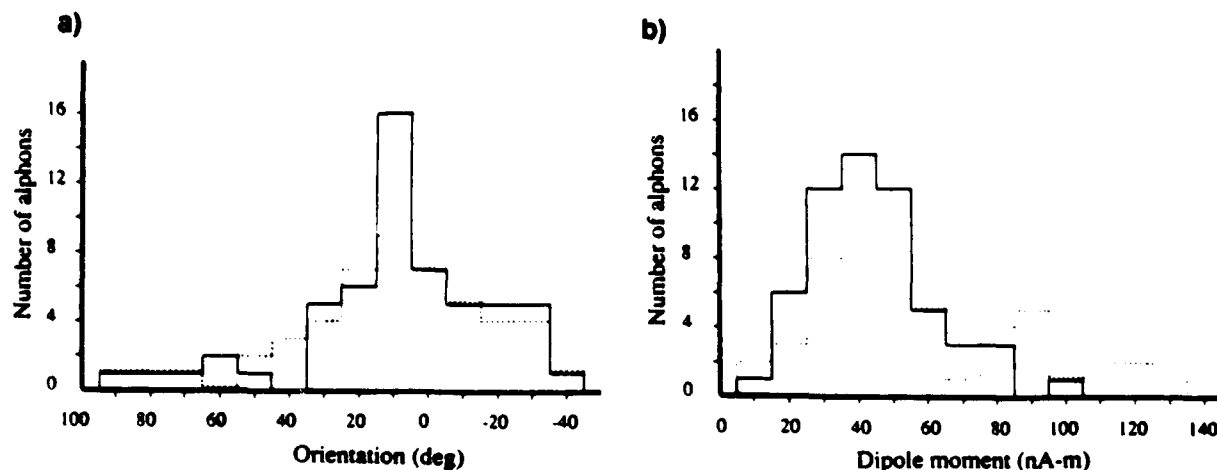 a)
Number of alphons
16
12
8
4
0
100 80 60 40 20 0 -20 -40
Orientation (deg)
b)
Number of alphons
16
12
8
4
0
0 20 40 60 80 100 120 140
Dipole moment (nA-m)